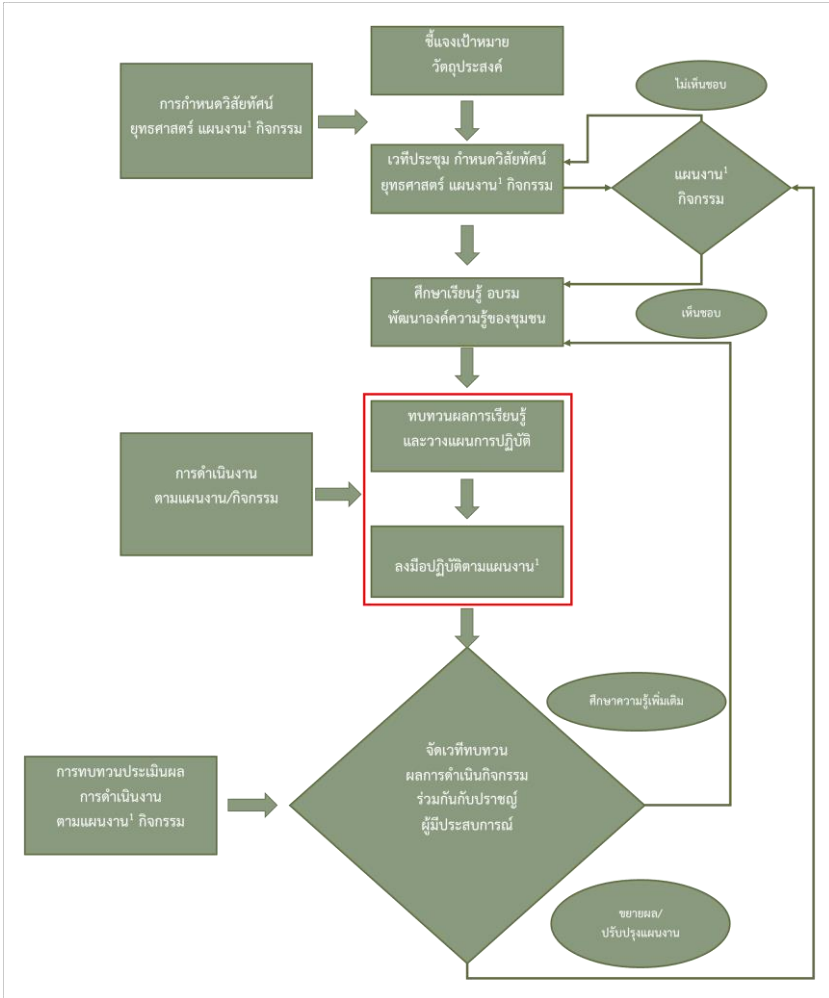 ชี้แจงเป้าหมาย
วัตถุประสงค์
ไม่เห็นชอบ
การกำหนดวิสัยทัศน์
ยุทธศาสตร์ แผนงาน¹ กิจกรรม
เวทีประชุม กำหนดวิสัยทัศน์
ยุทธศาสตร์ แผนงาน¹ กิจกรรม
แผนงาน¹
กิจกรรม
ศึกษาเรียนรู้ อบรม
พัฒนาองค์ความรู้ของชุมชน
เห็นชอบ
ทบทวนผลการเรียนรู้
และวางแผนการปฏิบัติ
การดำเนินงาน
ตามแผนงาน/กิจกรรม
ลงมือปฏิบัติตามแผนงาน¹
ศึกษาความรู้เพิ่มเติม
จัดเวทีทบทวน
ผลการดำเนินกิจกรรม
ร่วมกันกับปราชญ์
ผู้มีประสบการณ์
การทบทวนประเมินผล
การดำเนินงาน
ตามแผนงาน¹ กิจกรรม
ขยายผล/
ปรับปรุงแผนงาน